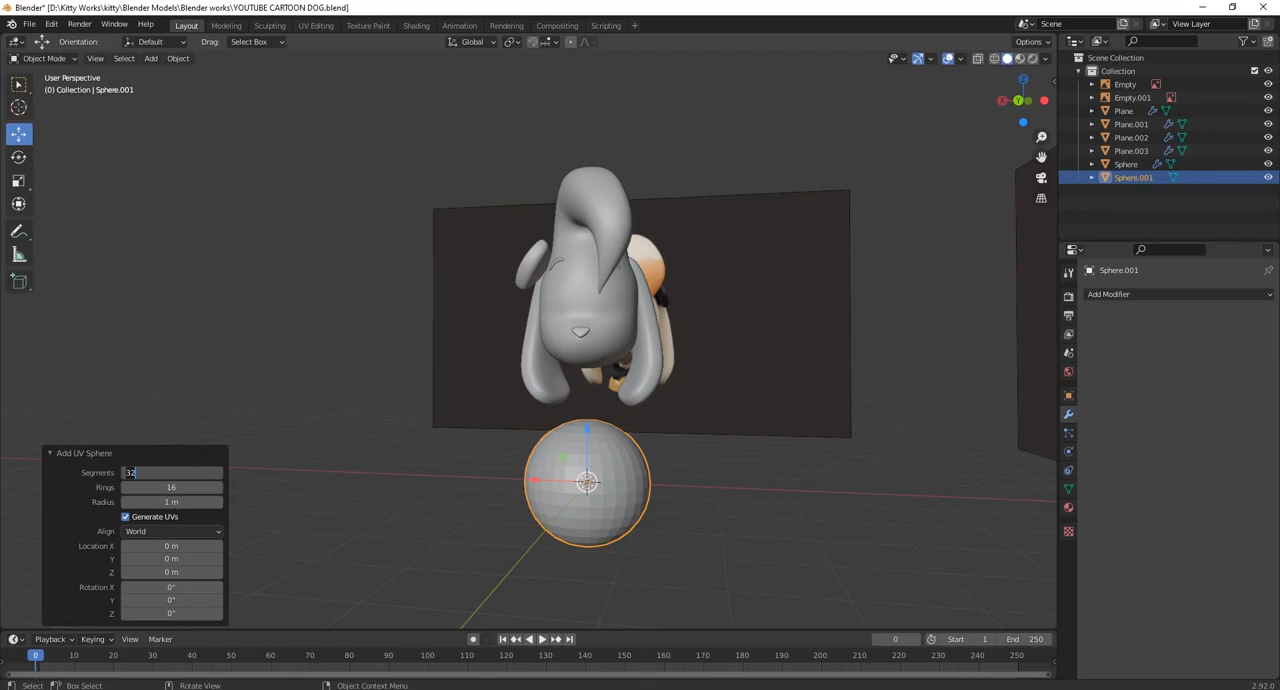 Blender* [D:\Kitty Works\kitty\Blender Models\Blender works\YOUTUBE CARTOON DOG.blend]
File Edit Render Window Help Layout Modeling Sculpting UV Editing Texture Paint Shading Animation Rendering Compositing Scripting + Scene View Layer
Orientation: Default Drag: Select Box Global Options
Object Mode View Select Add Object
User Perspective
(0) Collection | Sphere.001
Z
X Y
Scene Collection
Collection
Empty
Empty.001
Plane
Plane.001
Plane.002
Plane.003
Sphere
Sphere.001
Sphere.001
Add Modifier
Add UV Sphere
Segments 32
Rings 16
Radius 1 m
Generate UVs
Align World
Location X 0 m
Y 0 m
Z 0 m
Rotation X 0°
Y 0°
Z 0°
Playback Keying View Marker 0 Start 1 End 250
0 10 20 30 40 50 60 70 80 90 100 110 120 130 140 150 160 170 180 190 200 210 220 230 240 250
Select Box Select Rotate View Object Context Menu 2.92.0